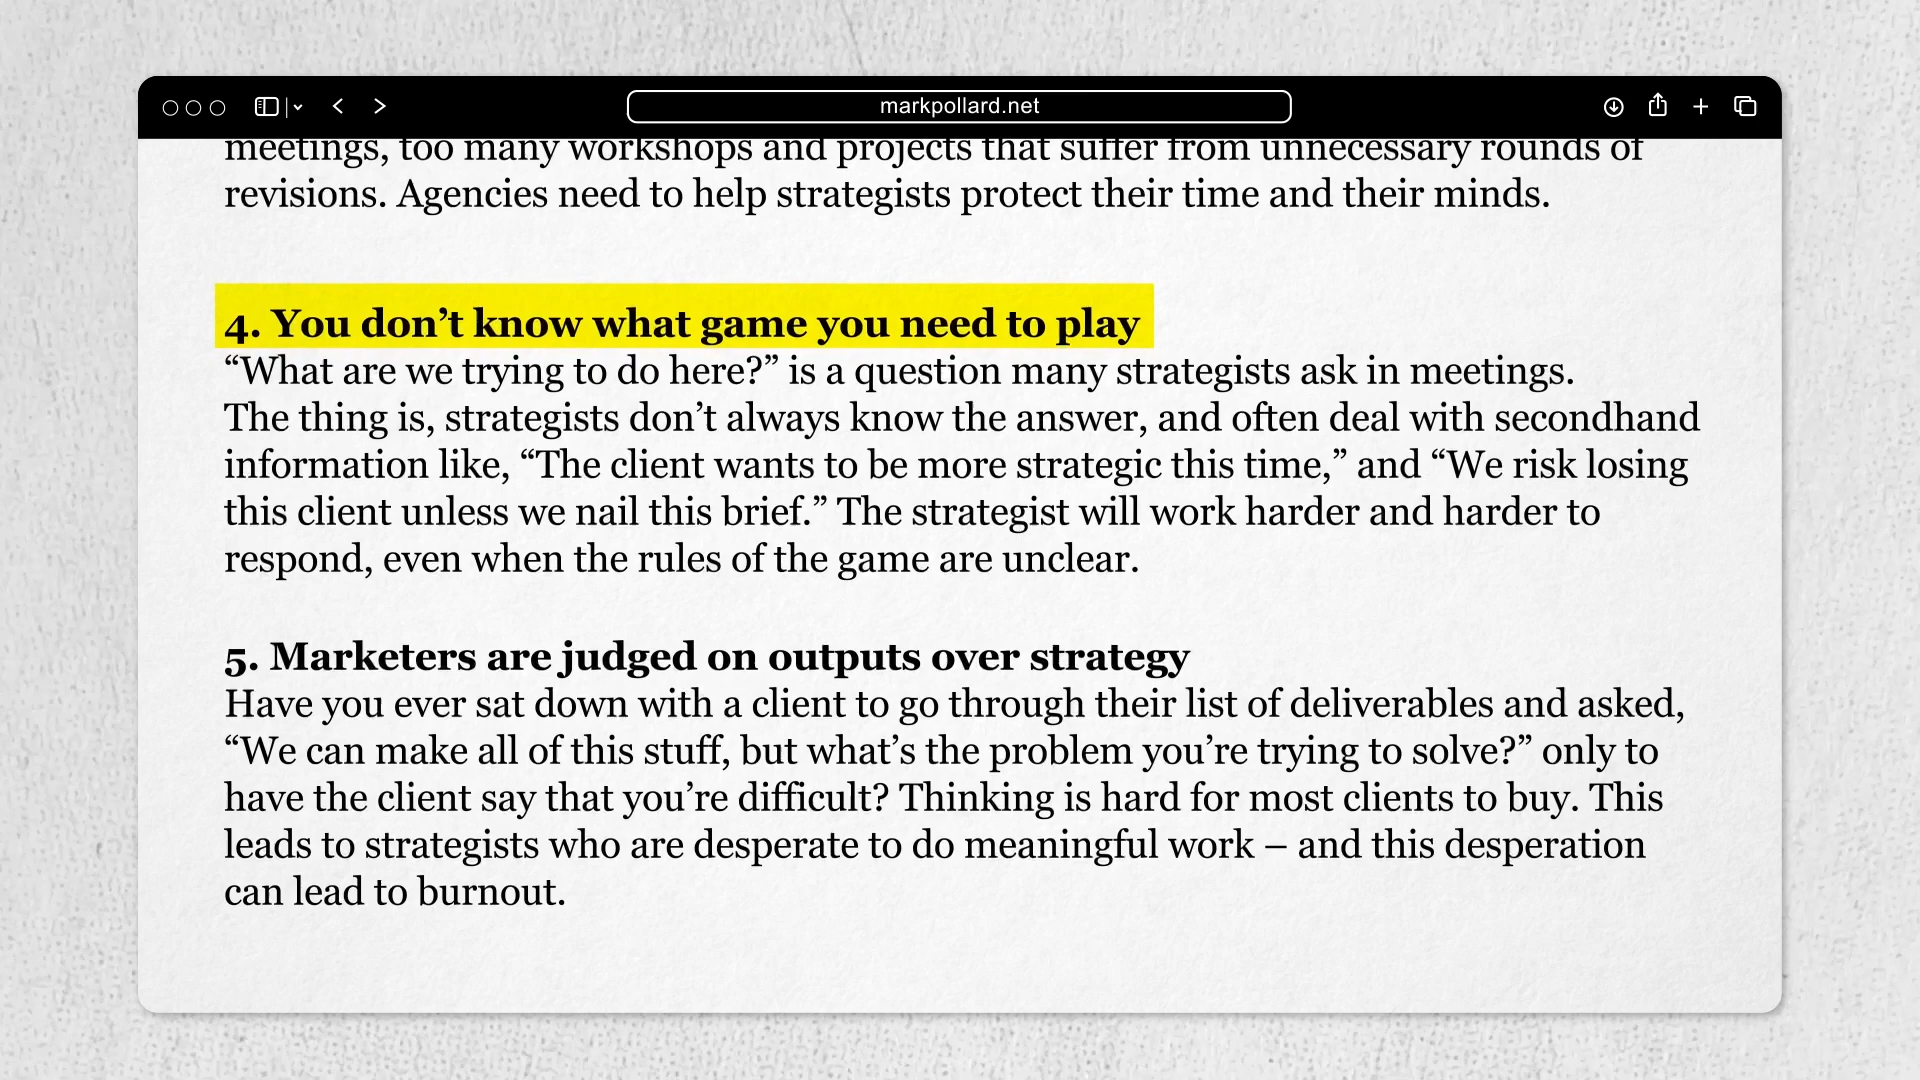 markpollard.net
meetings, too many workshops and projects that suffer from unnecessary rounds of
revisions. Agencies need to help strategists protect their time and their minds.
4. You don’t know what game you need to play
“What are we trying to do here?” is a question many strategists ask in meetings.
The thing is, strategists don’t always know the answer, and often deal with secondhand
information like, “The client wants to be more strategic this time,” and “We risk losing
this client unless we nail this brief.” The strategist will work harder and harder to
respond, even when the rules of the game are unclear.
5. Marketers are judged on outputs over strategy
Have you ever sat down with a client to go through their list of deliverables and asked,
“We can make all of this stuff, but what’s the problem you’re trying to solve?” only to
have the client say that you’re difficult? Thinking is hard for most clients to buy. This
leads to strategists who are desperate to do meaningful work – and this desperation
can lead to burnout.